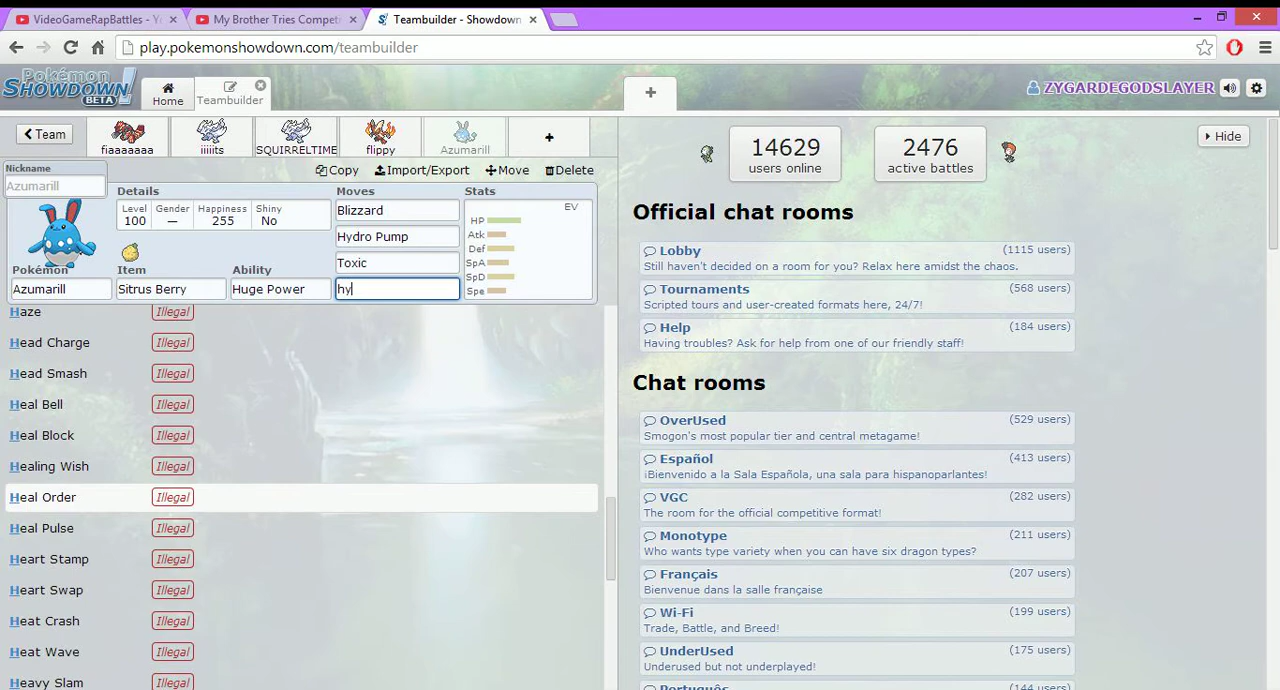 VideoGameRapBattles - Yo
My Brother Tries Competi
Teambuilder - Showdown
play.pokemonshowdown.com/teambuilder
Pokémon
SHOWDOWN!
BETA
Home
Teambuilder
+
ZYGARDEGODSLAYER
Team
fiaaaaaaa
iiiiits
SQUIRRELTIME
flippy
Azumarill
+
Nickname
Azumarill
Copy
Import/Export
Move
Delete
Details
Level
100
Gender
—
Happiness
255
Shiny
No
Moves
Blizzard
Hydro Pump
Toxic
hy
Stats
EV
HP
Atk
Def
SpA
SpD
Spe
Pokémon
Azumarill
Item
Sitrus Berry
Ability
Huge Power
Haze Illegal
Head Charge Illegal
Head Smash Illegal
Heal Bell Illegal
Heal Block Illegal
Healing Wish Illegal
Heal Order Illegal
Heal Pulse Illegal
Heart Stamp Illegal
Heart Swap Illegal
Heat Crash Illegal
Heat Wave Illegal
Heavy Slam Illegal
14629
users online
2476
active battles
Hide
Official chat rooms
Lobby (1115 users)
Still haven't decided on a room for you? Relax here amidst the chaos.
Tournaments (568 users)
Scripted tours and user-created formats here, 24/7!
Help (184 users)
Having troubles? Ask for help from one of our friendly staff!
Chat rooms
OverUsed (529 users)
Smogon's most popular tier and central metagame!
Español (413 users)
¡Bienvenido a la Sala Española, una sala para hispanoparlantes!
VGC (282 users)
The room for the official competitive format!
Monotype (211 users)
Who wants type variety when you can have six dragon types?
Français (207 users)
Bienvenue dans la salle française
Wi-Fi (199 users)
Trade, Battle, and Breed!
UnderUsed (175 users)
Underused but not underplayed!
Português (144 users)